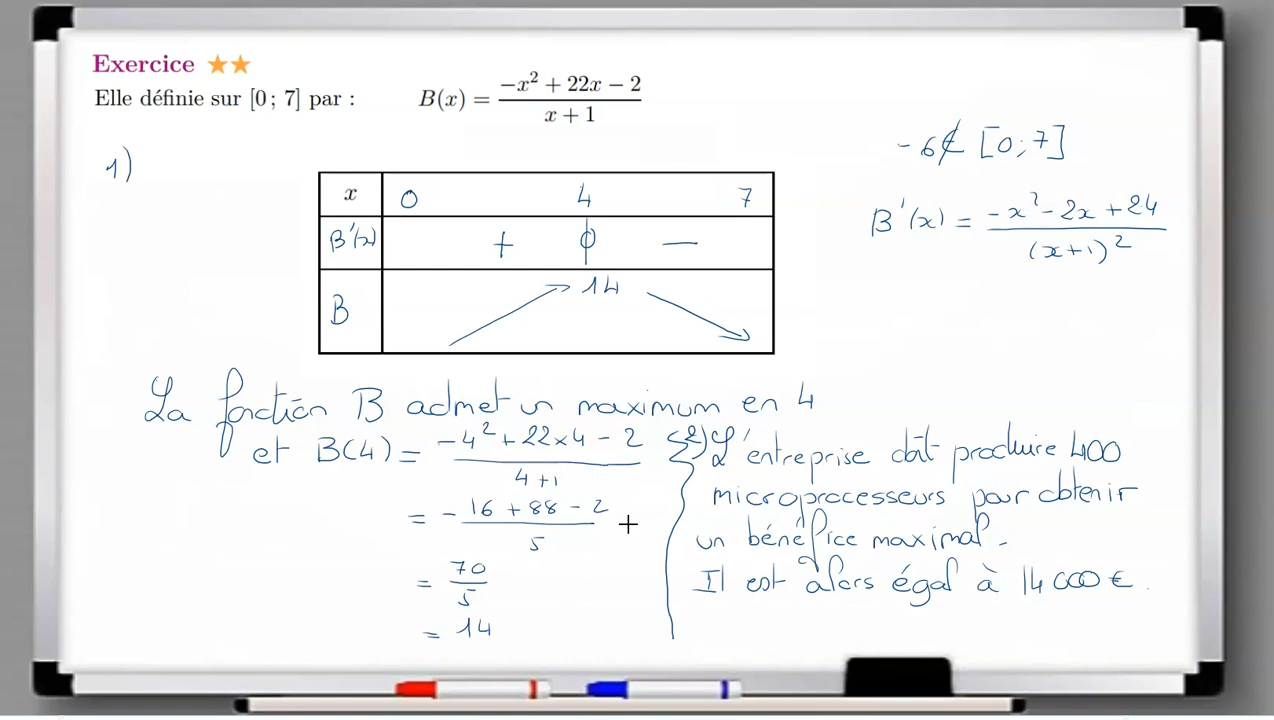 Exercice ★★
Elle définie sur [0 ; 7] par : B(x) = (-x² + 22x - 2)/(x + 1)
1)
-6 ∉ [0 ; 7]
B'(x) = (-x² - 2x + 24)/(x+1)²
x 0 4 7
B'(x) + 0 -
B ↗ 14 ↘
La fonction B admet un maximum en 4
et B(4) = (-4² + 22×4 - 2)/(4+1)
= (-16 + 88 - 2)/5
= 70/5
= 14
2) L'entreprise doit produire 400
microprocesseurs pour obtenir
un bénéfice maximal.
Il est alors égal à 14 000 €.